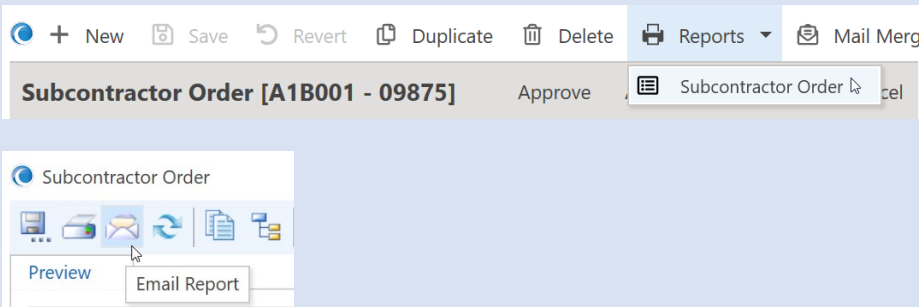 New Save Revert Duplicate Delete Reports Mail Merg
Subcontractor Order [A1B001 - 09875] Approve Subcontractor Order cel
Subcontractor Order
Preview
Email Report